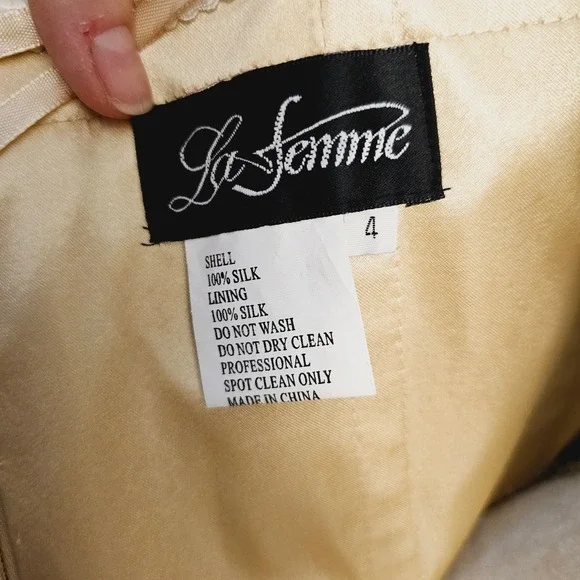 La Femme
4
SHELL
100% SILK
LINING
100% SILK
DO NOT WASH
DO NOT DRY CLEAN
PROFESSIONAL
SPOT CLEAN ONLY
MADE IN CHINA